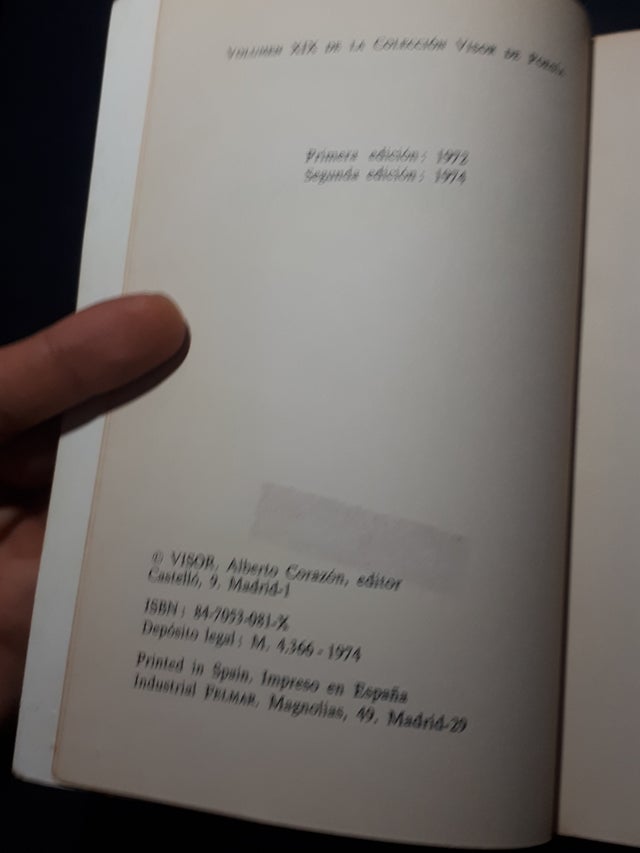 VOLUMEN XIX DE LA COLECCIÓN VISOR DE POESÍA
Primera edición: 1972
Segunda edición: 1974
© VISOR, Alberto Corazón, editor
Castelló, 9, Madrid-1
ISBN: 84-7053-081-X
Depósito legal: M. 4.366 - 1974
Printed in Spain, Impreso en España
Industrial FELMAR, Magnolias, 49, Madrid-29